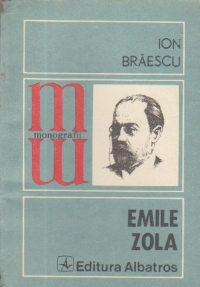 ION
BRĂESCU
m
monografii
m
EMILE
ZOLA
Editura Albatros